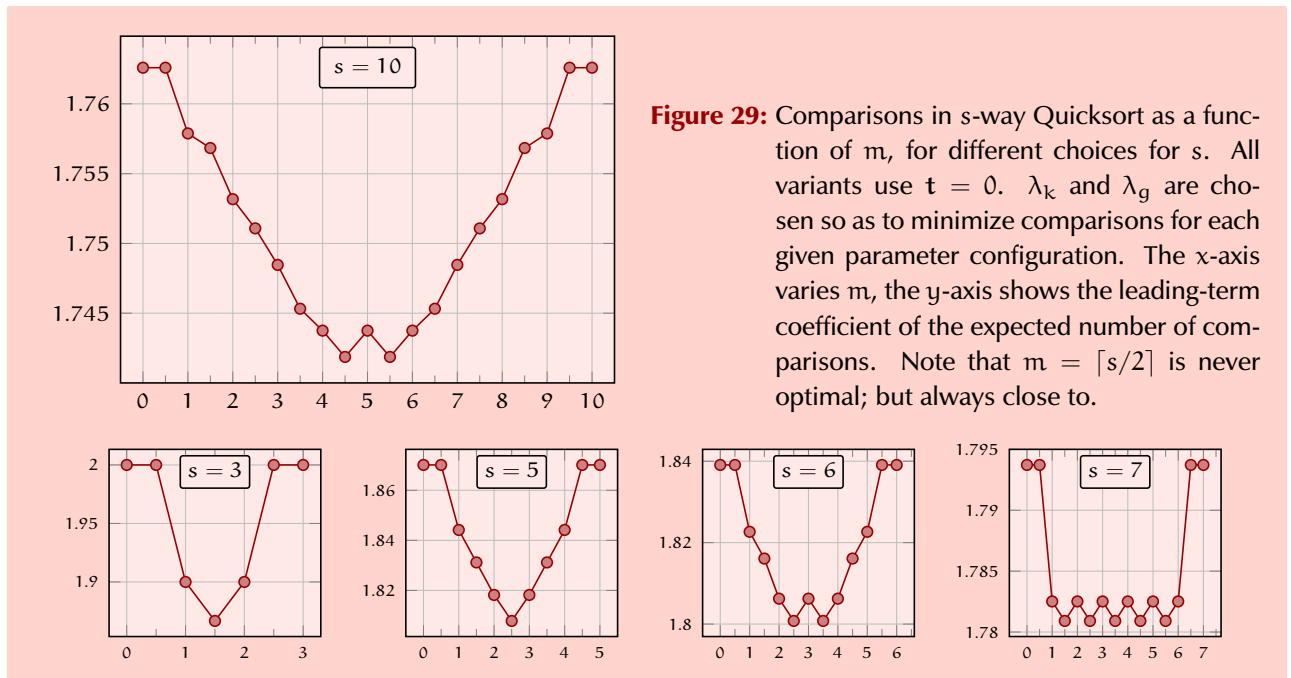 s = 10
1.76
1.755
1.75
1.745
0 1 2 3 4 5 6 7 8 9 10
Figure 29: Comparisons in s-way Quicksort as a func-
tion of m, for different choices for s. All
variants use t = 0. λk and λg are cho-
sen so as to minimize comparisons for each
given parameter configuration. The x-axis
varies m, the y-axis shows the leading-term
coefficient of the expected number of com-
parisons. Note that m = ⌈s/2⌉ is never
optimal; but always close to.
s = 3
2
1.95
1.9
0 1 2 3
s = 5
1.86
1.84
1.82
0 1 2 3 4 5
s = 6
1.84
1.82
1.8
0 1 2 3 4 5 6
s = 7
1.795
1.79
1.785
1.78
0 1 2 3 4 5 6 7